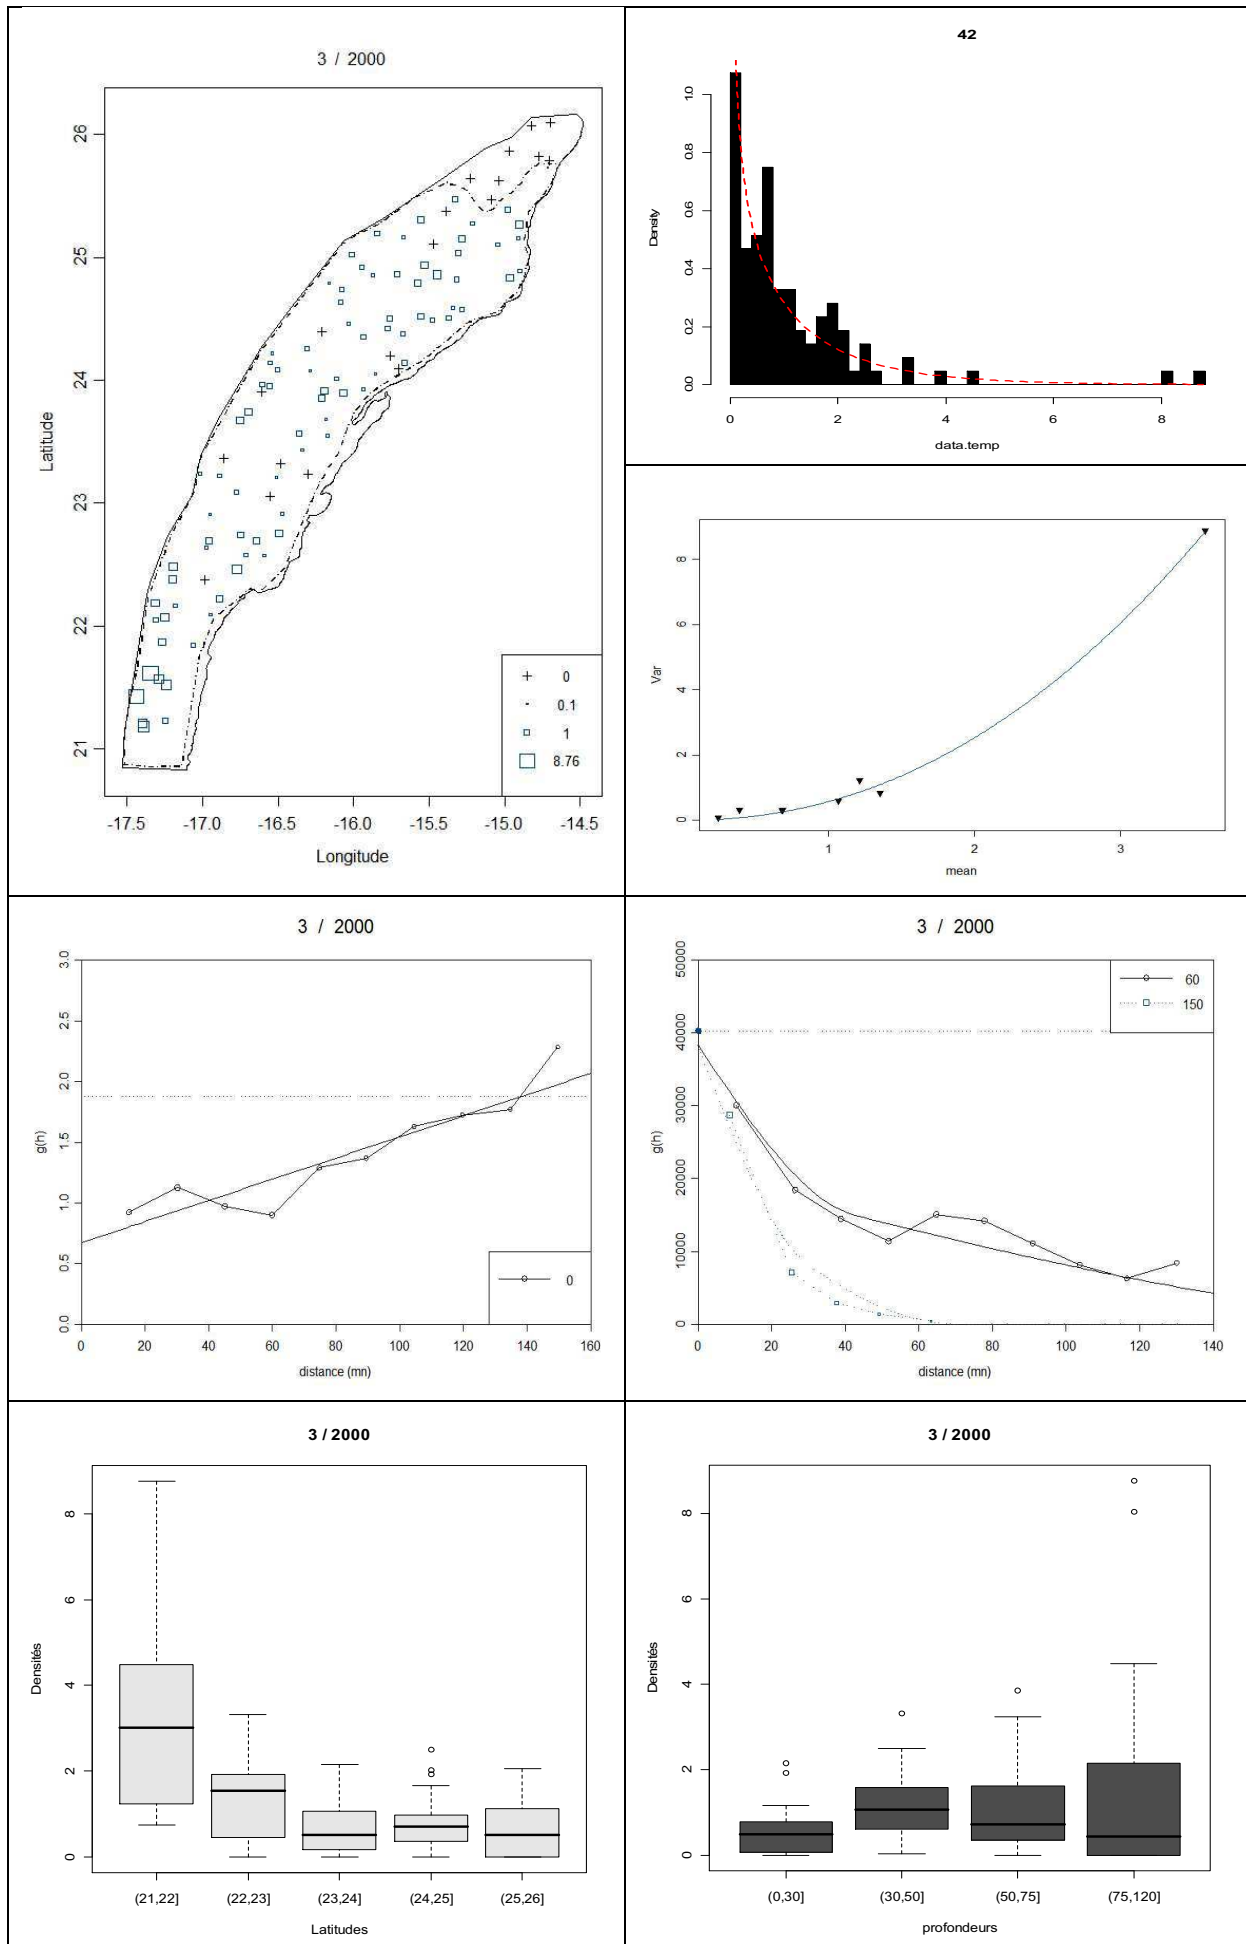 3 / 2000
Latitude
26
25
24
23
22
21
-17.5 -17.0 -16.5 -16.0 -15.5 -15.0 -14.5
Longitude
0
0.1
1
8.76
42
Density
1.0
0.8
0.6
0.4
0.2
0.0
0 2 4 6 8
data.temp
Var
8
6
4
2
0
1 2 3
mean
3 / 2000
g(h)
3.0
2.5
2.0
1.5
1.0
0.5
0.0
0 20 40 60 80 100 120 140 160
distance (mn)
0
3 / 2000
g(h)
50000
40000
30000
20000
10000
0
0 20 40 60 80 100 120 140
distance (mn)
60
150
3 / 2000
Densités
8
6
4
2
0
(21,22] (22,23] (23,24] (24,25] (25,26]
Latitudes
3 / 2000
Densités
8
6
4
2
0
(0,30] (30,50] (50,75] (75,120]
profondeurs